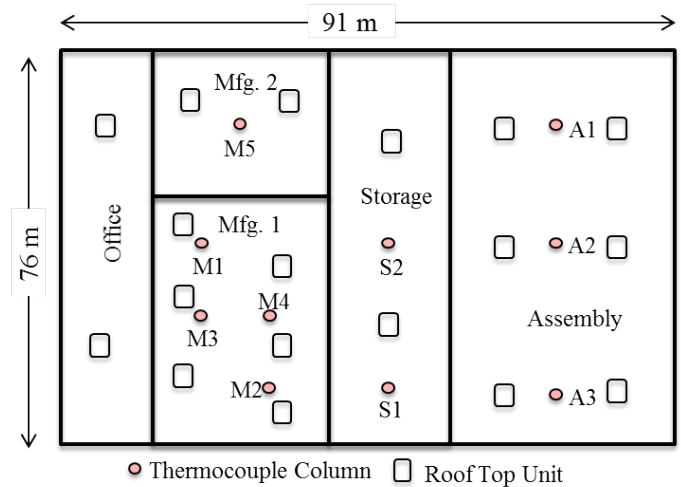 91 m
76 m
Office
Mfg. 2
M5
Mfg. 1
M1
M4
M3
M2
Storage
S2
S1
A1
A2
Assembly
A3
Thermocouple Column
Roof Top Unit